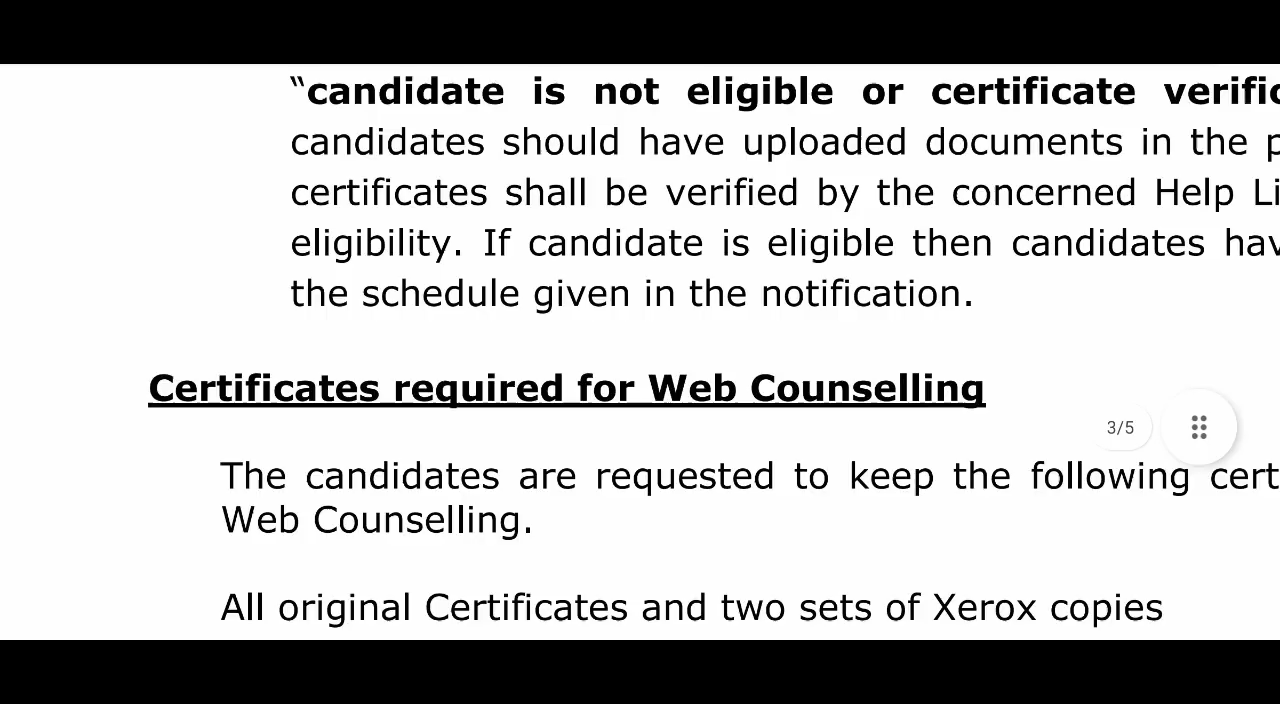 “candidate is not eligible or certificate
candidates should have uploaded documents in the
certificates shall be verified by the concerned Help
eligibility. If candidate is eligible then candidates
the schedule given in the notification.
Certificates required for Web Counselling
3/5
The candidates are requested to keep the following
Web Counselling.
All original Certificates and two sets of Xerox copies